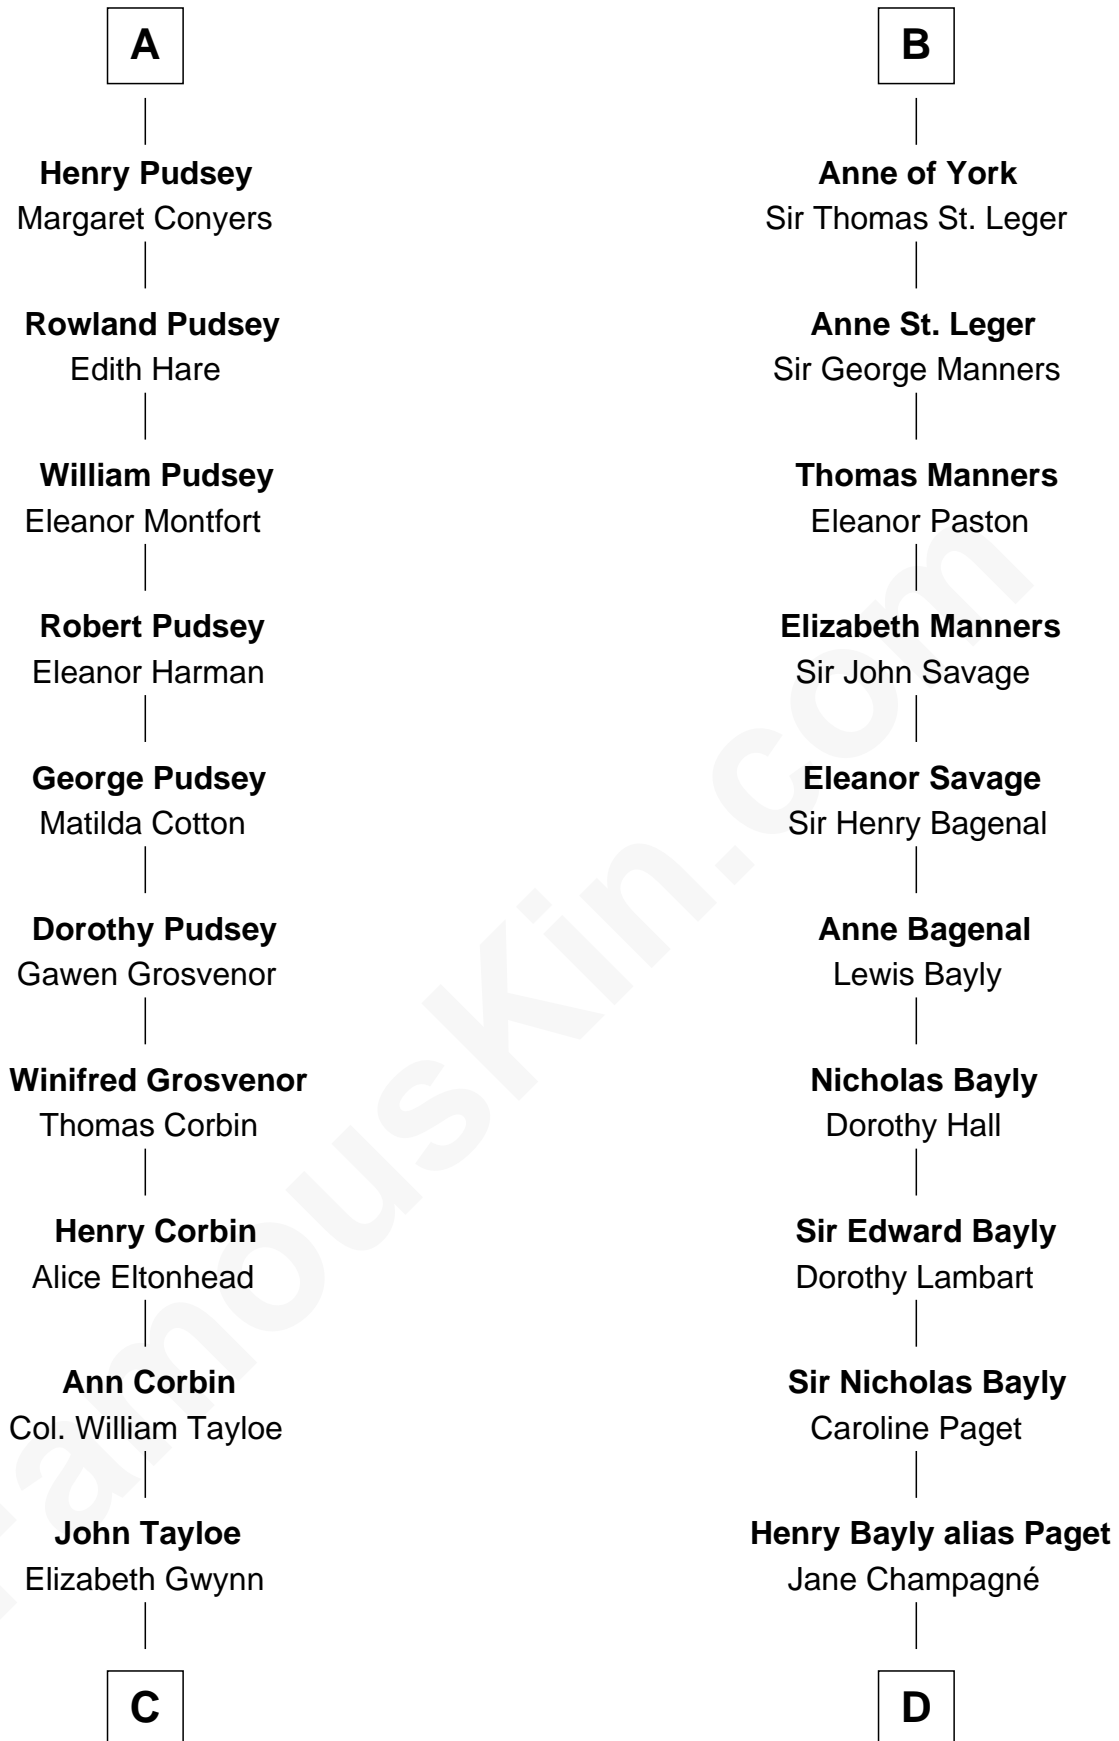 A
Henry Pudsey
Margaret Conyers
Rowland Pudsey
Edith Hare
William Pudsey
Eleanor Montfort
Robert Pudsey
Eleanor Harman
George Pudsey
Matilda Cotton
Dorothy Pudsey
Gawen Grosvenor
Winifred Grosvenor
Thomas Corbin
Henry Corbin
Alice Eltonhead
Ann Corbin
Col. William Tayloe
John Tayloe
Elizabeth Gwynn
C
B
Anne of York
Sir Thomas St. Leger
Anne St. Leger
Sir George Manners
Thomas Manners
Eleanor Paston
Elizabeth Manners
Sir John Savage
Eleanor Savage
Sir Henry Bagenal
Anne Bagenal
Lewis Bayly
Nicholas Bayly
Dorothy Hall
Sir Edward Bayly
Dorothy Lambart
Sir Nicholas Bayly
Caroline Paget
Henry Bayly alias Paget
Jane Champagné
D
FamousKin.com